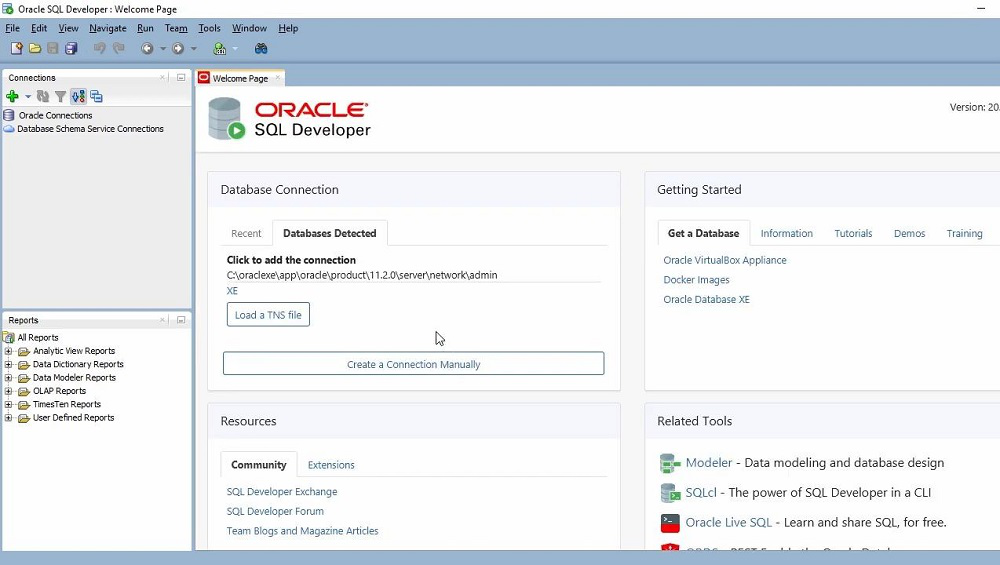 Oracle SQL Developer : Welcome Page
File Edit View Navigate Run Team Tools Window Help
Connections
Oracle Connections
Database Schema Service Connections
Reports
All Reports
Analytic View Reports
Data Dictionary Reports
Data Modeler Reports
OLAP Reports
TimesTen Reports
User Defined Reports
Welcome Page
ORACLE
SQL Developer
Version: 20.
Database Connection
Recent Databases Detected
Click to add the connection
C:\oraclexe\app\oracle\product\11.2.0\server\network\admin
XE
Load a TNS file
Create a Connection Manually
Getting Started
Get a Database Information Tutorials Demos Training
Oracle VirtualBox Appliance
Docker Images
Oracle Database XE
Resources
Community Extensions
SQL Developer Exchange
SQL Developer Forum
Team Blogs and Magazine Articles
Related Tools
Modeler - Data modeling and database design
SQLcl - The power of SQL Developer in a CLI
Oracle Live SQL - Learn and share SQL, for free.